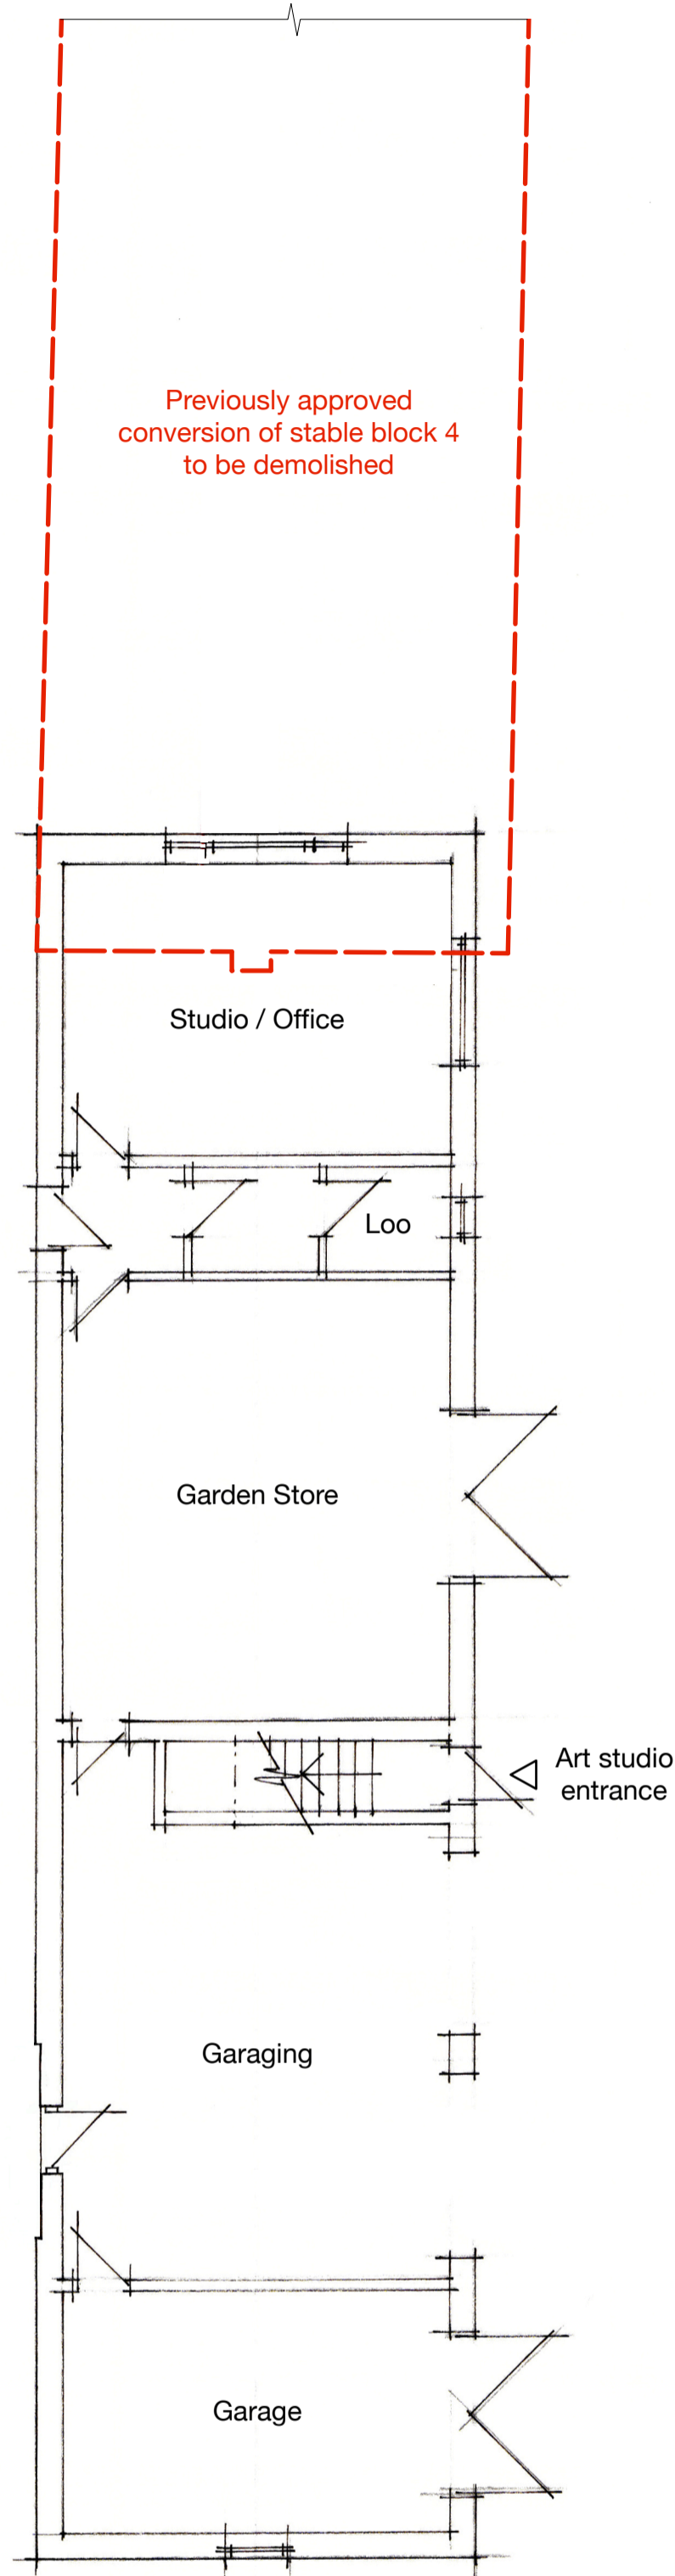 Previously approved
conversion of stable block 4
to be demolished
Studio / Office
Loo
Garden Store
Art studio
entrance
Garaging
Garage